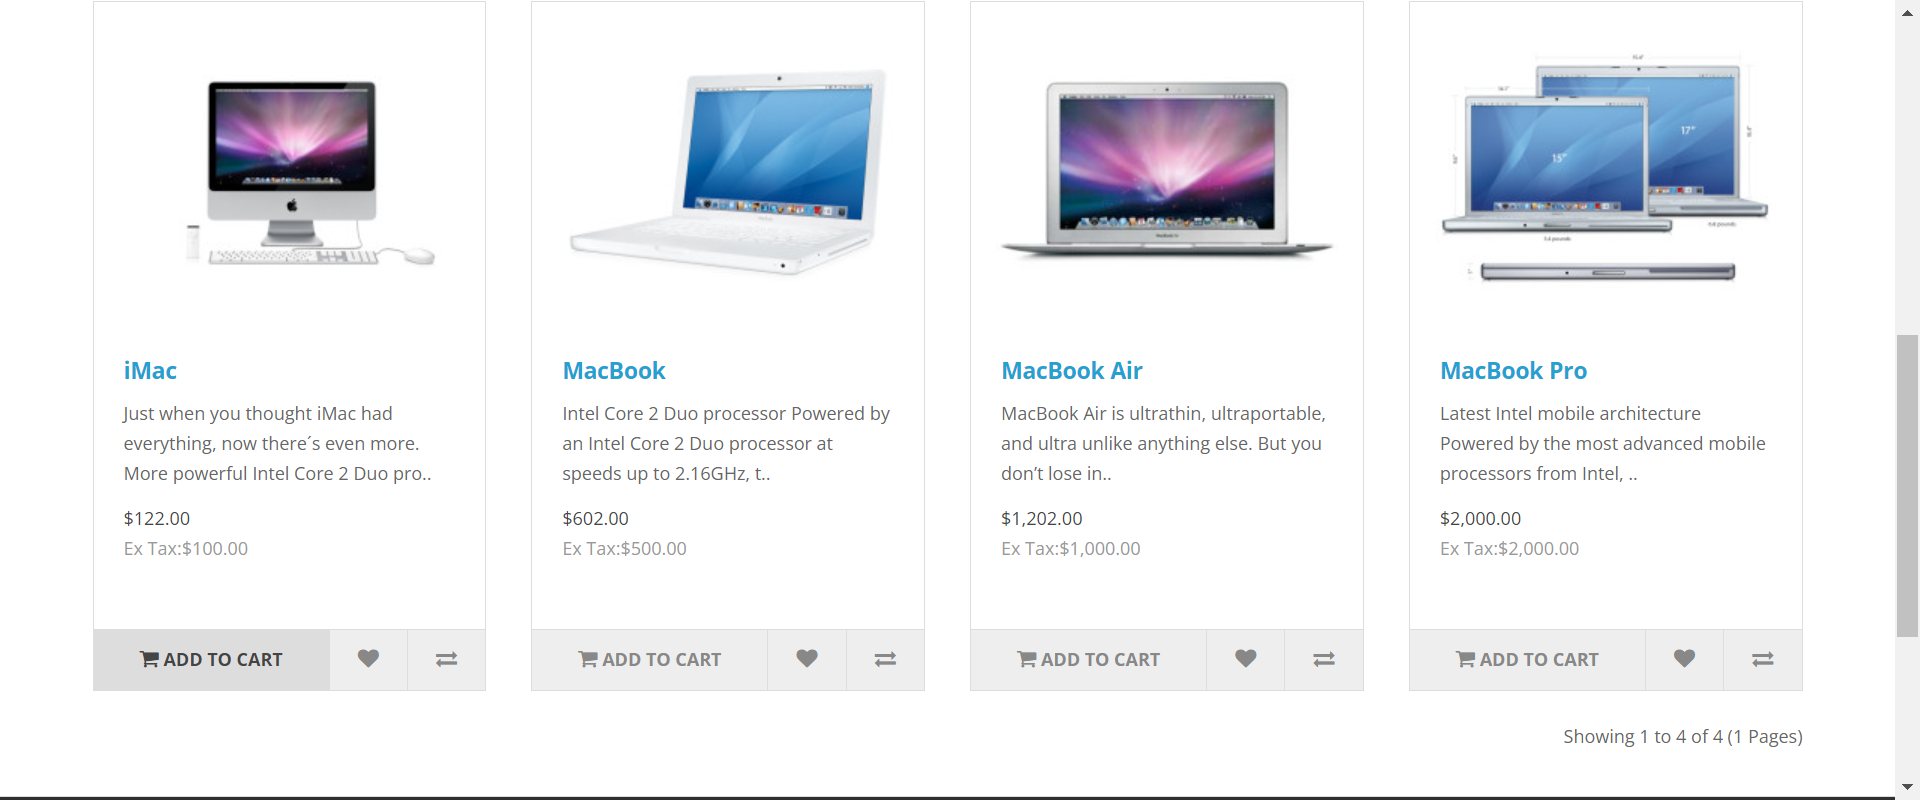 15"
17"
iMac
Just when you thought iMac had
everything, now there´s even more.
More powerful Intel Core 2 Duo pro..
$122.00
Ex Tax:$100.00
ADD TO CART
MacBook
Intel Core 2 Duo processor Powered by
an Intel Core 2 Duo processor at
speeds up to 2.16GHz, t..
$602.00
Ex Tax:$500.00
ADD TO CART
MacBook Air
MacBook Air is ultrathin, ultraportable,
and ultra unlike anything else. But you
don’t lose in..
$1,202.00
Ex Tax:$1,000.00
ADD TO CART
MacBook Pro
Latest Intel mobile architecture
Powered by the most advanced mobile
processors from Intel, ..
$2,000.00
Ex Tax:$2,000.00
ADD TO CART
Showing 1 to 4 of 4 (1 Pages)